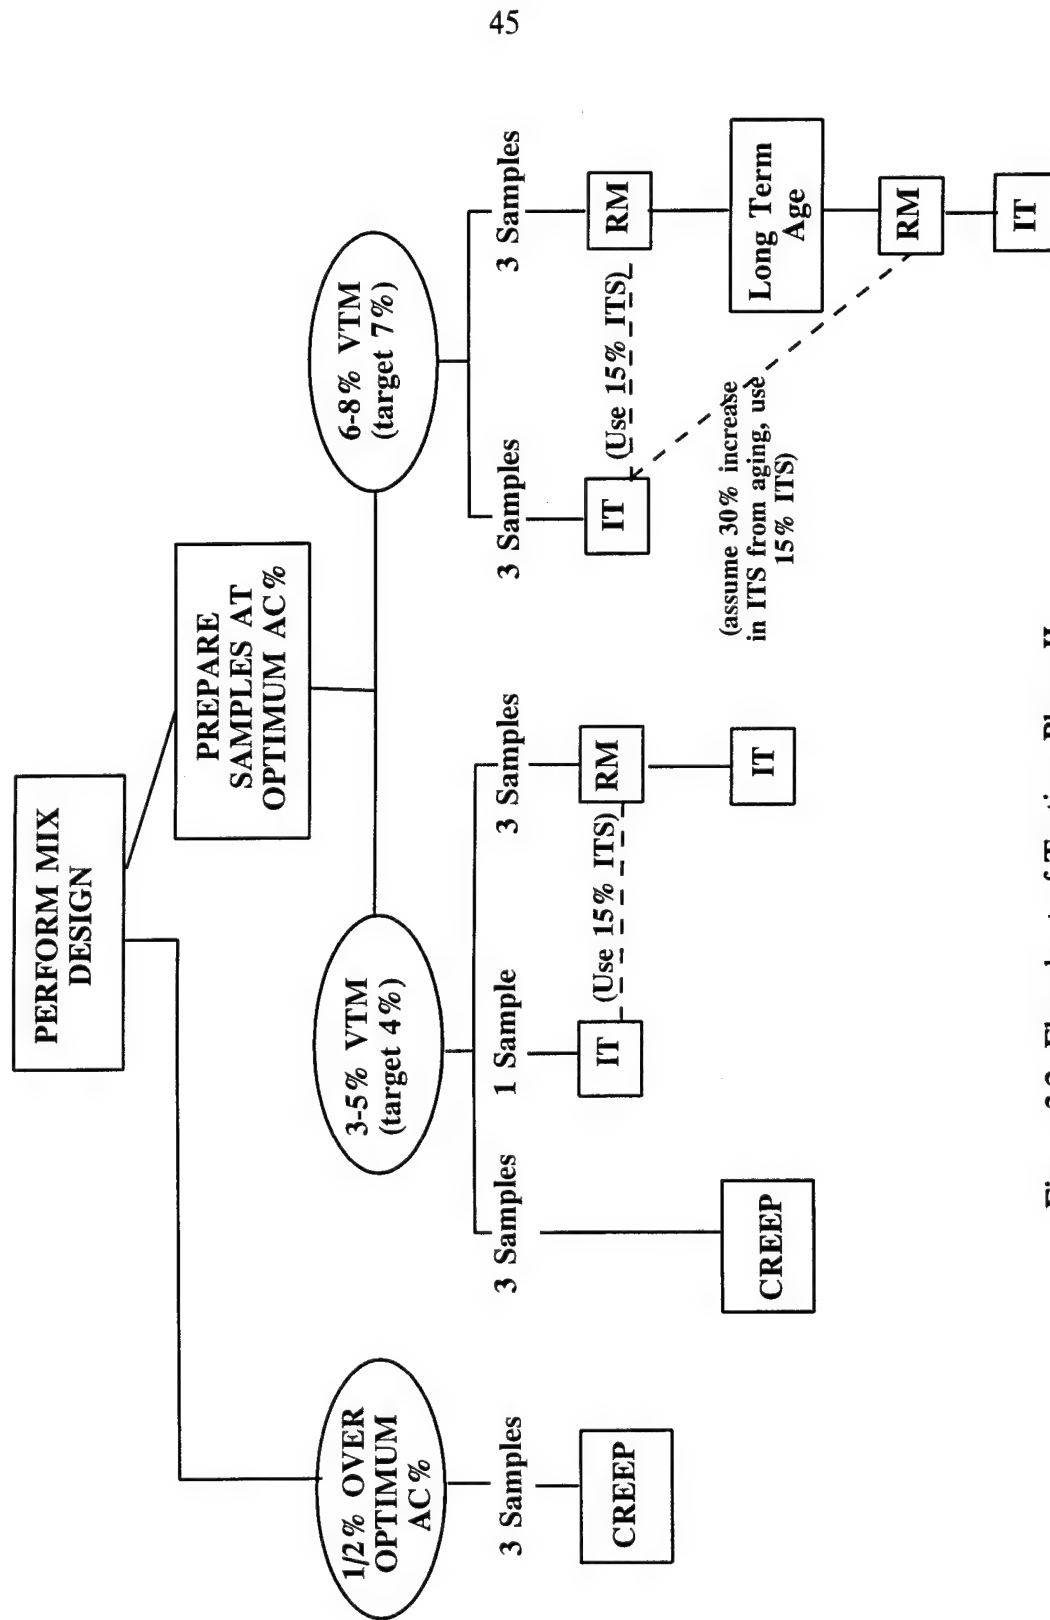 45
PERFORM MIX
DESIGN
PREPARE
SAMPLES AT
OPTIMUM AC%
1/2% OVER
OPTIMUM
AC%
3-5% VTM
(target 4%)
6-8% VTM
(target 7%)
3 Samples
3 Samples
1 Sample
3 Samples
3 Samples
3 Samples
CREEP
IT
(Use 15% ITS)
RM
IT
(Use 15% ITS)
RM
CREEP
IT
(assume 30% increase
in ITS from aging, use
15% ITS)
Long Term
Age
RM
IT